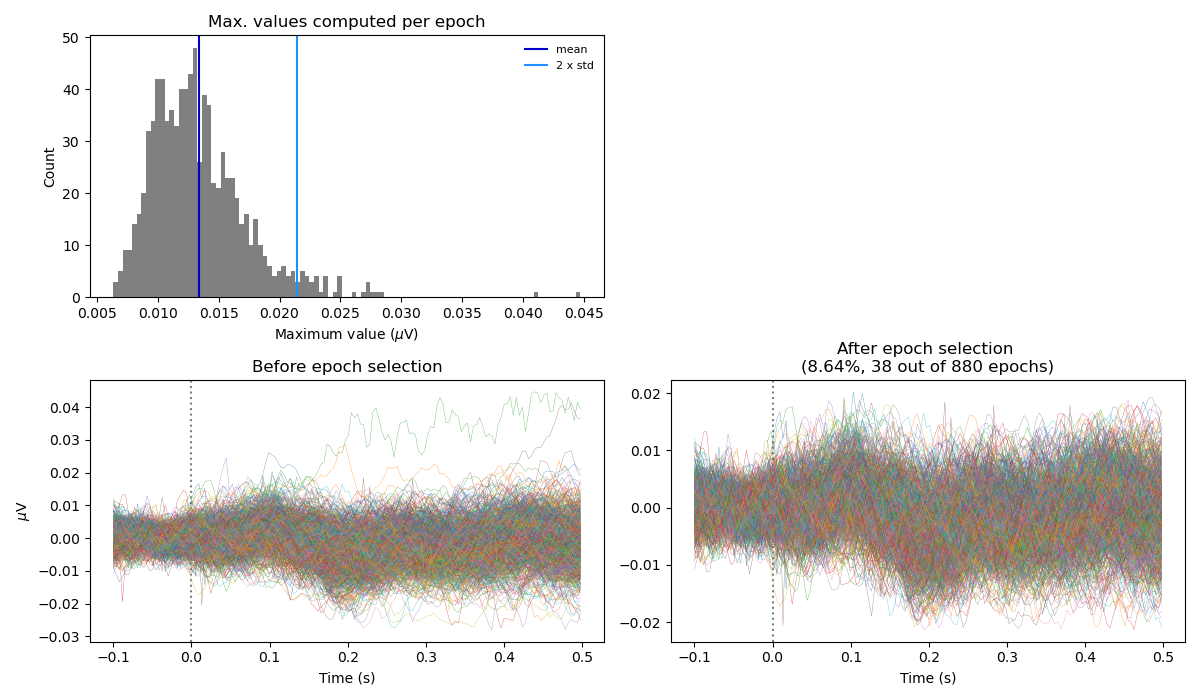 Max. values computed per epoch
50
40
30
20
10
0
Count
mean
2 x std
0.005 0.010 0.015 0.020 0.025 0.030 0.035 0.040 0.045
Maximum value (μV)
Before epoch selection
0.04
0.03
0.02
0.01
0.00
−0.01
−0.02
−0.03
μV
−0.1 0.0 0.1 0.2 0.3 0.4 0.5
Time (s)
After epoch selection
(8.64%, 38 out of 880 epochs)
0.02
0.01
0.00
−0.01
−0.02
−0.1 0.0 0.1 0.2 0.3 0.4 0.5
Time (s)